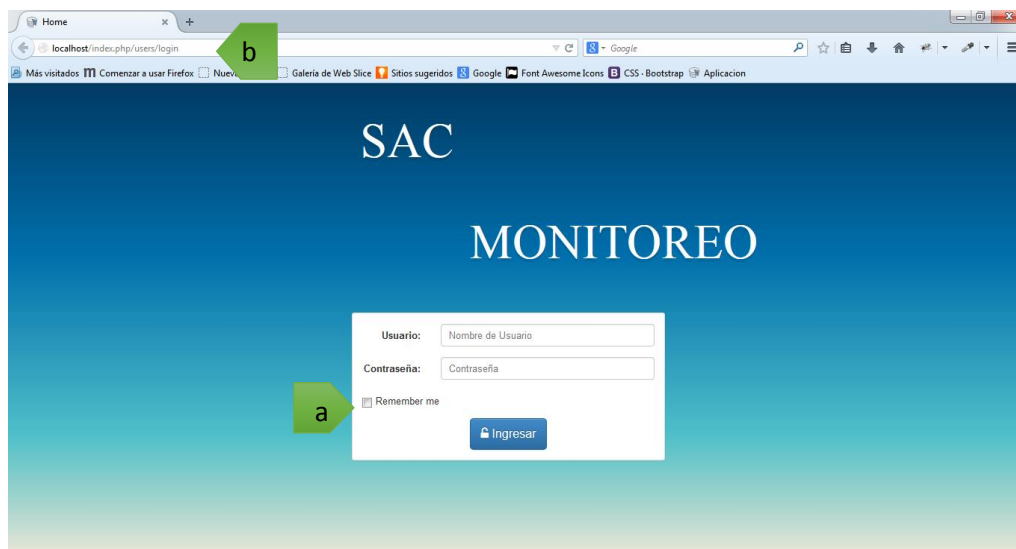 Home × +
localhost/index.php/users/login b Google
Más visitados Comenzar a usar Firefox Galería de Web Slice Sitios sugeridos Google Font Awesome Icons B CSS · Bootstrap Aplicacion
SAC
MONITOREO
Usuario: Nombre de Usuario
Contraseña: Contraseña
a Remember me
Ingresar